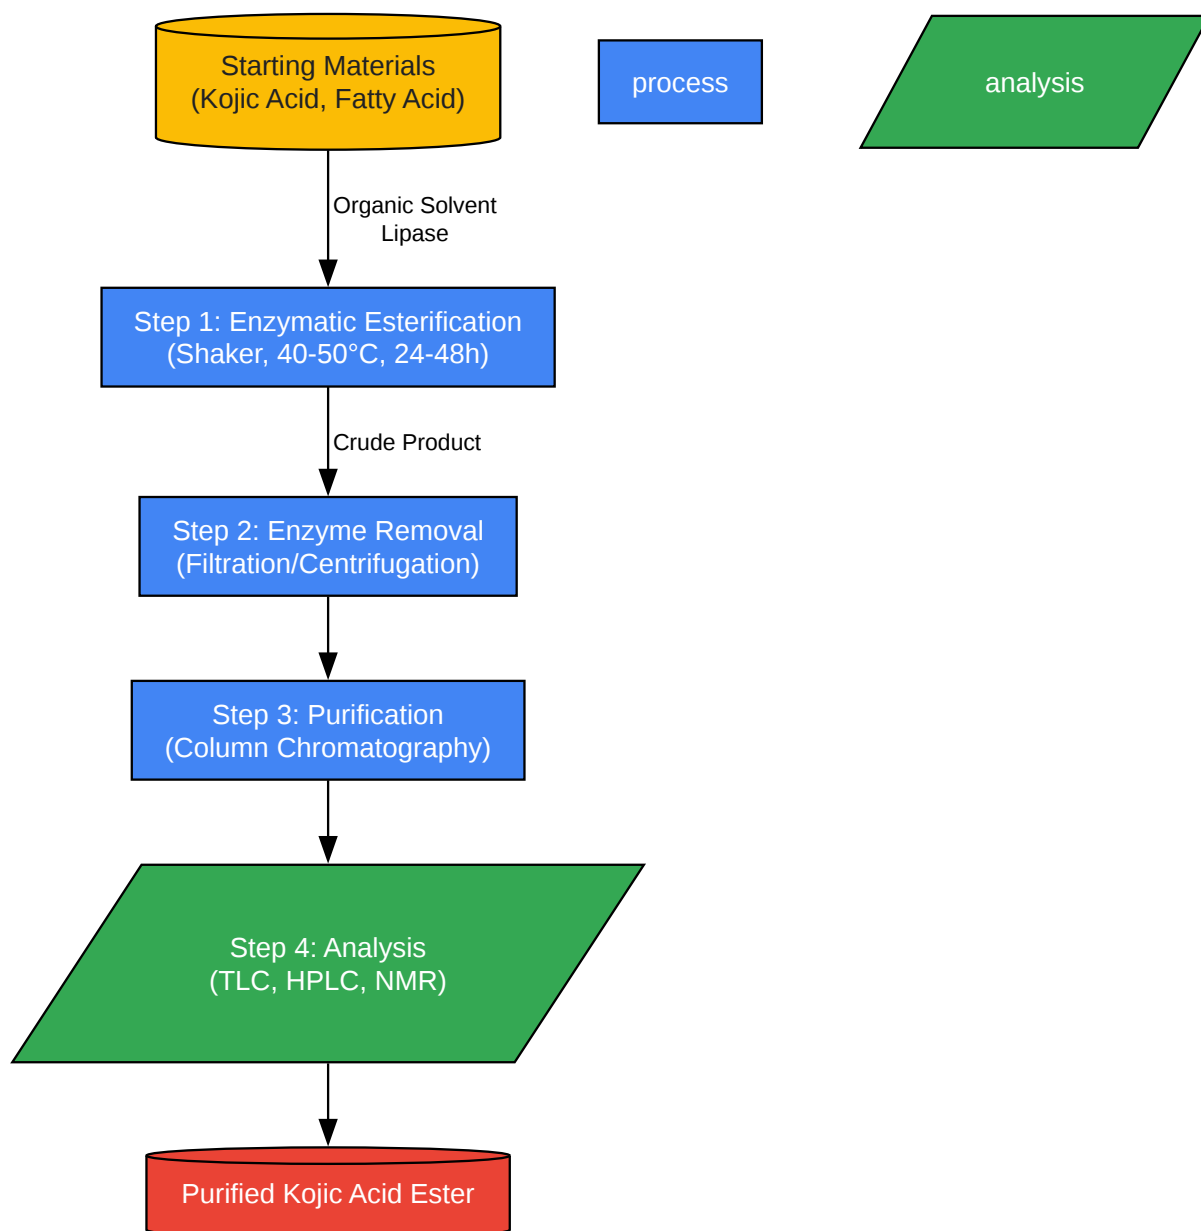 Starting Materials
(Kojic Acid, Fatty Acid)
process
analysis
Organic Solvent
Lipase
Step 1: Enzymatic Esterification
(Shaker, 40-50°C, 24-48h)
Crude Product
Step 2: Enzyme Removal
(Filtration/Centrifugation)
Step 3: Purification
(Column Chromatography)
Step 4: Analysis
(TLC, HPLC, NMR)
Purified Kojic Acid Ester